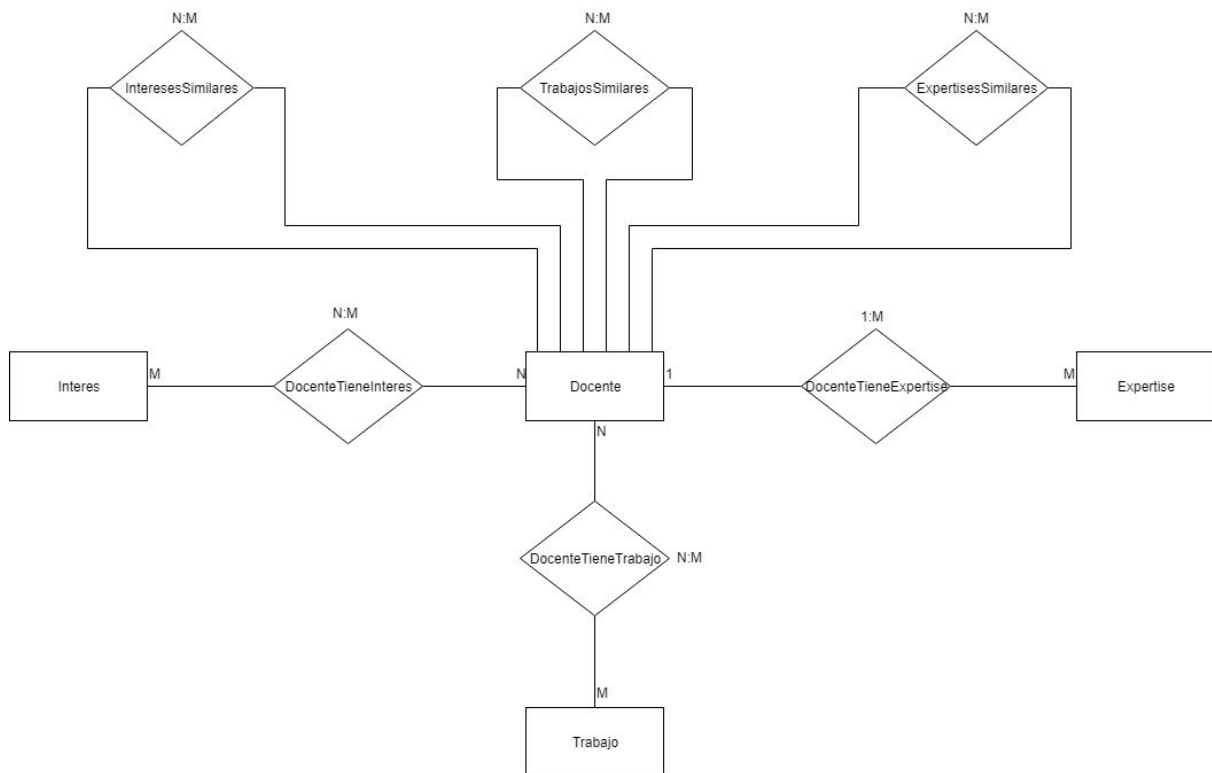 N:M
N:M
N:M
InteresesSimilares
TrabajosSimilares
ExpertisesSimilares
N:M
1:M
Interes
M
DocenteTieneInteres
N
Docente
1
DocenteTieneExpertise
M
Expertise
N
DocenteTieneTrabajo
N:M
M
Trabajo